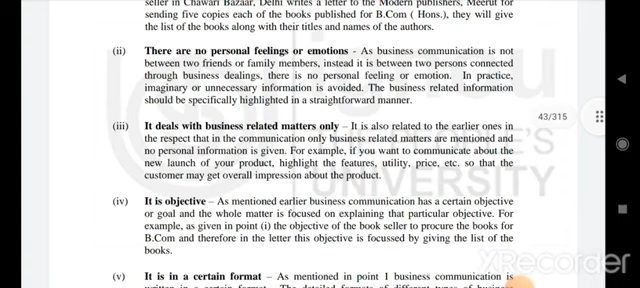 seller in Chawari Bazaar, Delhi writes a letter to the Modern publishers, Meerut for
sending five copies each of the books published for B.Com ( Hons.), they will give
the list of the books along with their titles and names of the authors.
(ii) There are no personal feelings or emotions - As business communication is not
between two friends or family members, instead it is between two persons connected
through business dealings, there is no personal feeling or emotion. In practice,
imaginary or unnecessary information is avoided. The business related information
should be specifically highlighted in a straightforward manner.
43/315
(iii) It deals with business related matters only – It is also related to the earlier ones in
the respect that in the communication only business related matters are mentioned and
no personal information is given. For example, if you want to communicate about the
new launch of your product, highlight the features, utility, price, etc. so that the
customer may get overall impression about the product.
(iv) It is objective – As mentioned earlier business communication has a certain objective
or goal and the whole matter is focused on explaining that particular objective. For
example, as given in point (i) the objective of the book seller to procure the books for
B.Com and therefore in the letter this objective is focussed by giving the list of the
books.
XRecorder
(v) It is in a certain format – As mentioned in point 1 business communication is
written in a certain format. The detailed formats of different types of business
PEOPLE'S
UNIVERSITY